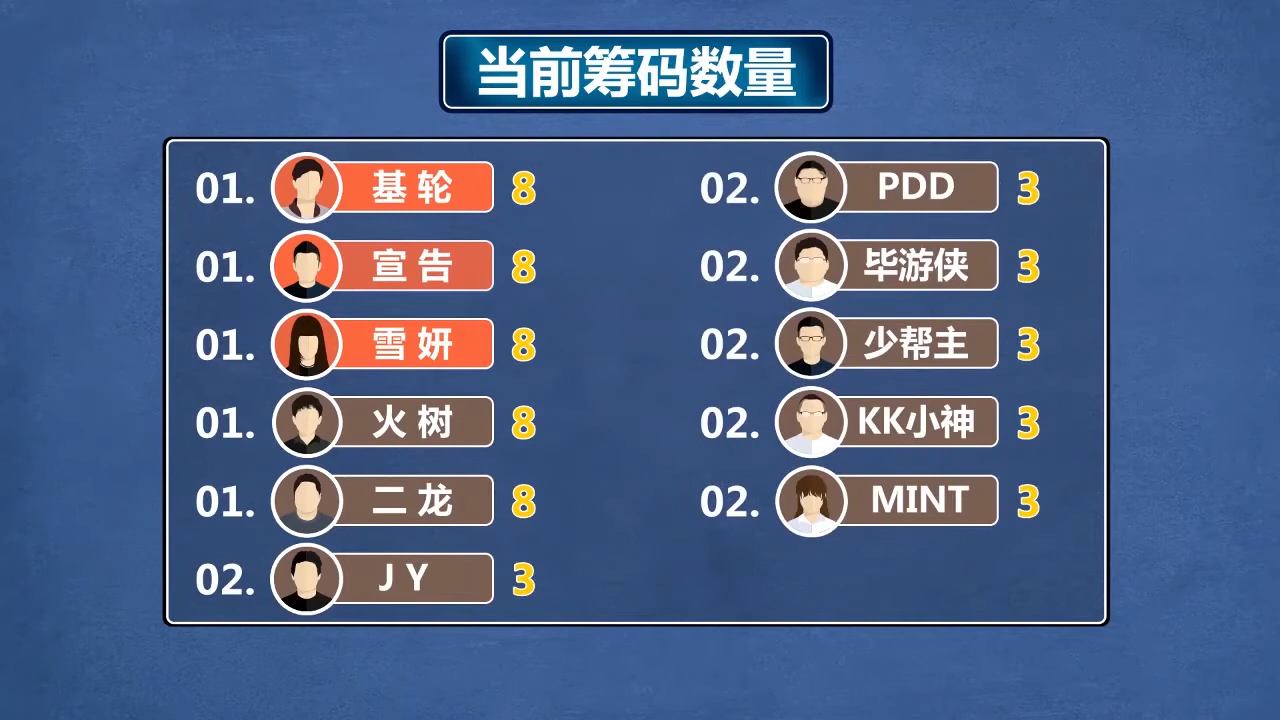 当前筹码数量
01. 基轮 8
01. 宣告 8
01. 雪妍 8
01. 火树 8
01. 二龙 8
02. JY 3
02. PDD 3
02. 毕游侠 3
02. 少帮主 3
02. KK小神 3
02. MINT 3